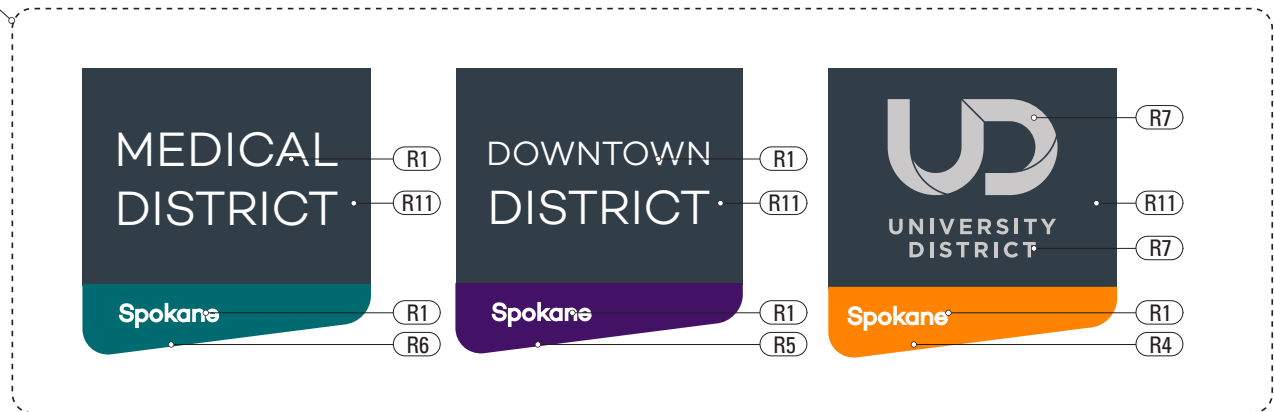 MEDICAL
DISTRICT
Spokane
R1
R11
R1
R6
DOWNTOWN
DISTRICT
Spokane
R1
R11
R1
R5
UD
UNIVERSITY
DISTRICT
Spokane
R7
R11
R7
R1
R4